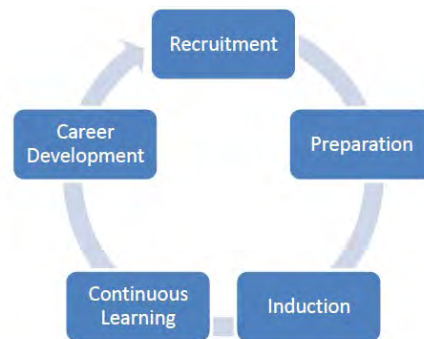 Recruitment
Preparation
Induction
Continuous
Learning
Career
Development